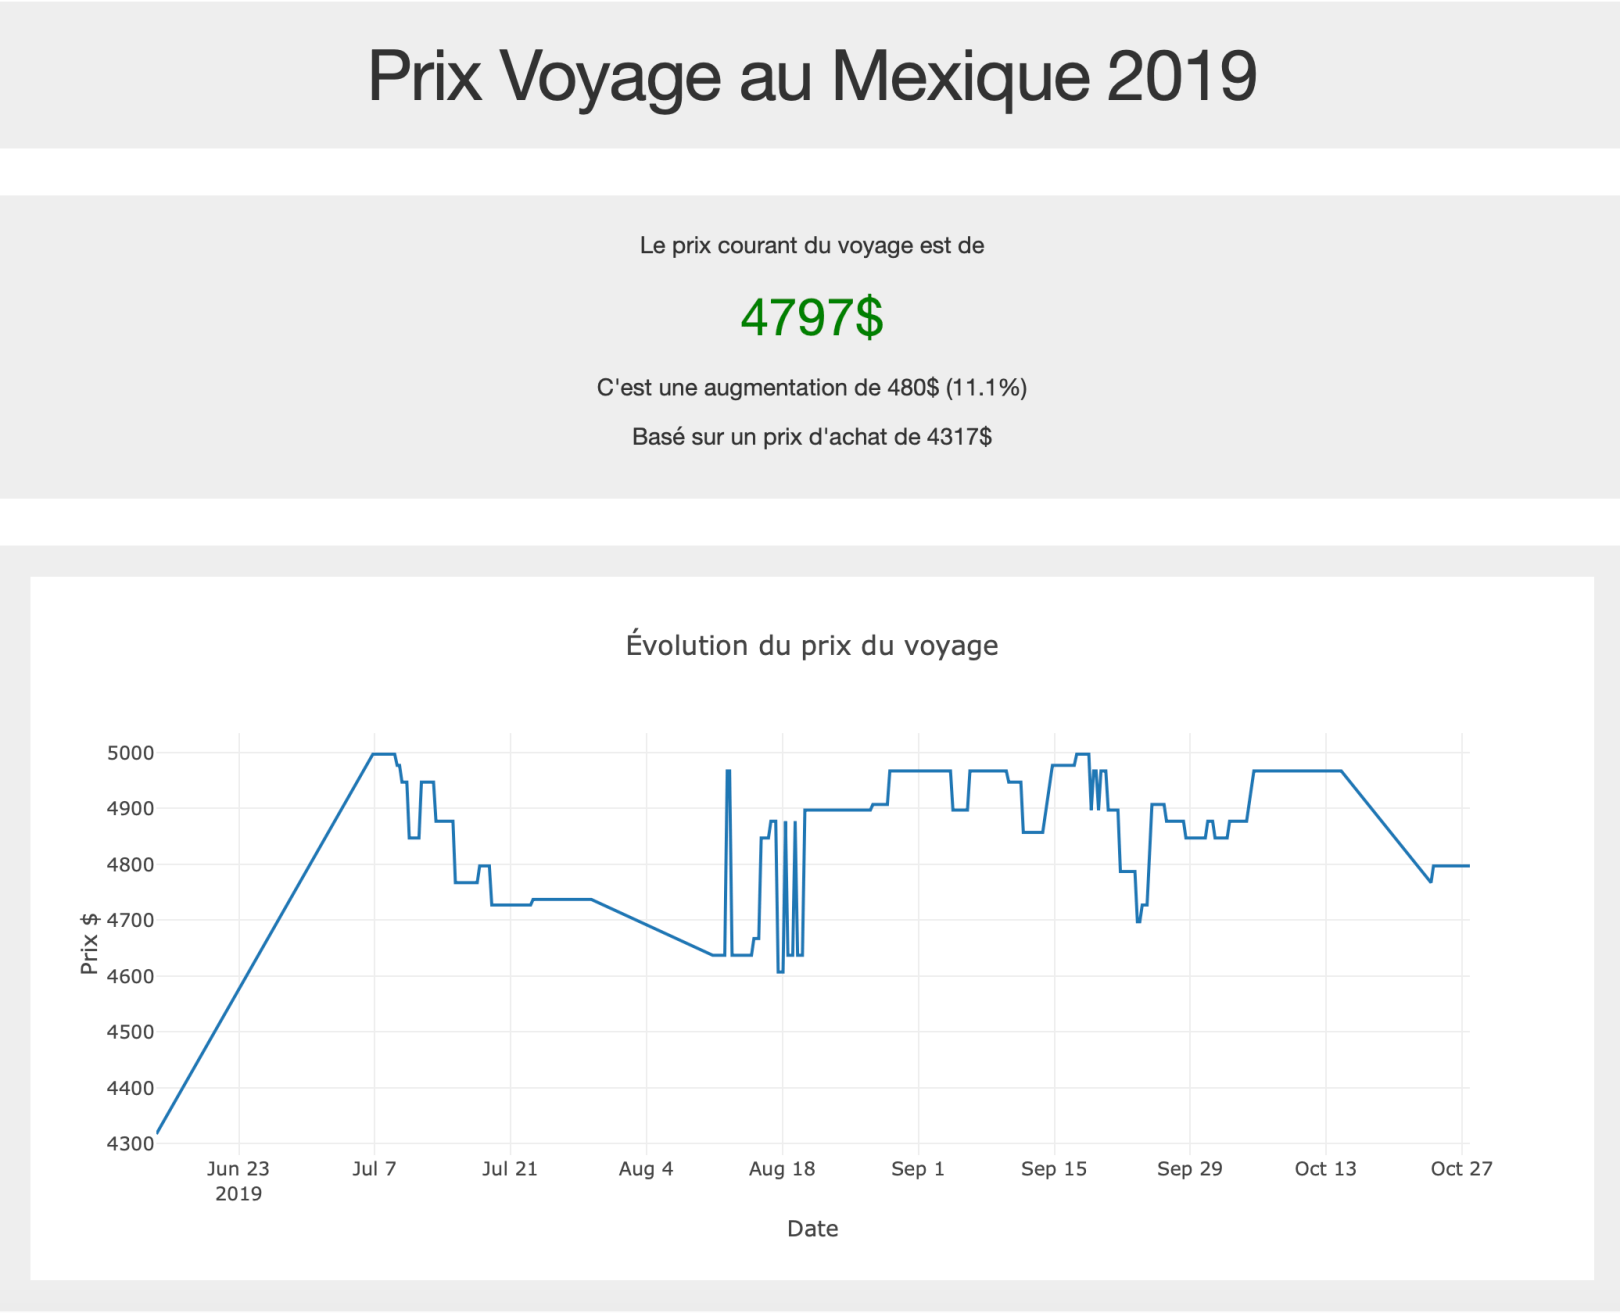 Prix Voyage au Mexique 2019
Le prix courant du voyage est de
4797$
C'est une augmentation de 480$ (11.1%)
Basé sur un prix d'achat de 4317$
Évolution du prix du voyage
5000
4900
4800
4700
4600
4500
4400
4300
Prix $
Jun 23 Jul 7 Jul 21 Aug 4 Aug 18 Sep 1 Sep 15 Sep 29 Oct 13 Oct 27
2019
Date